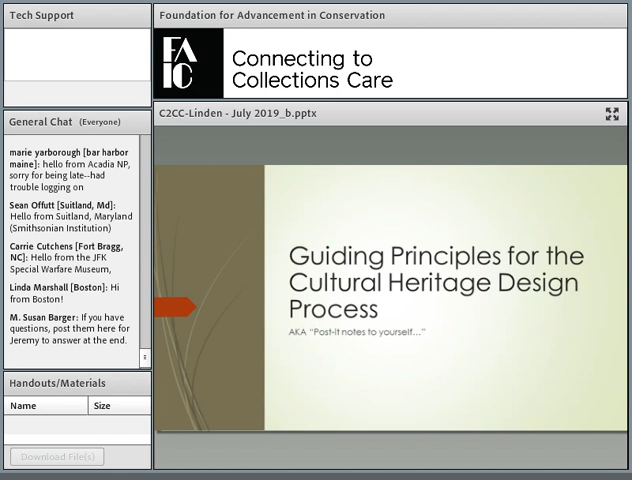 Tech Support
Foundation for Advancement in Conservation
FA
IC
Connecting to
Collections Care
General Chat (Everyone)
marie yarborough [bar harbor
maine]: hello from Acadia NP,
sorry for being late--had
trouble logging on
Sean Offutt [Suitland, Md]:
Hello from Suitland, Maryland
(Smithsonian Institution)
Carrie Cutchens [Fort Bragg,
NC]: Hello from the JFK
Special Warfare Museum,
Linda Marshall [Boston]: Hi
from Boston!
M. Susan Barger: If you have
questions, post them here for
Jeremy to answer at the end.
Handouts/Materials
Name Size
Download File(s)
C2CC-Linden - July 2019_b.pptx
Guiding Principles for the
Cultural Heritage Design
Process
AKA “Post-it notes to yourself…”